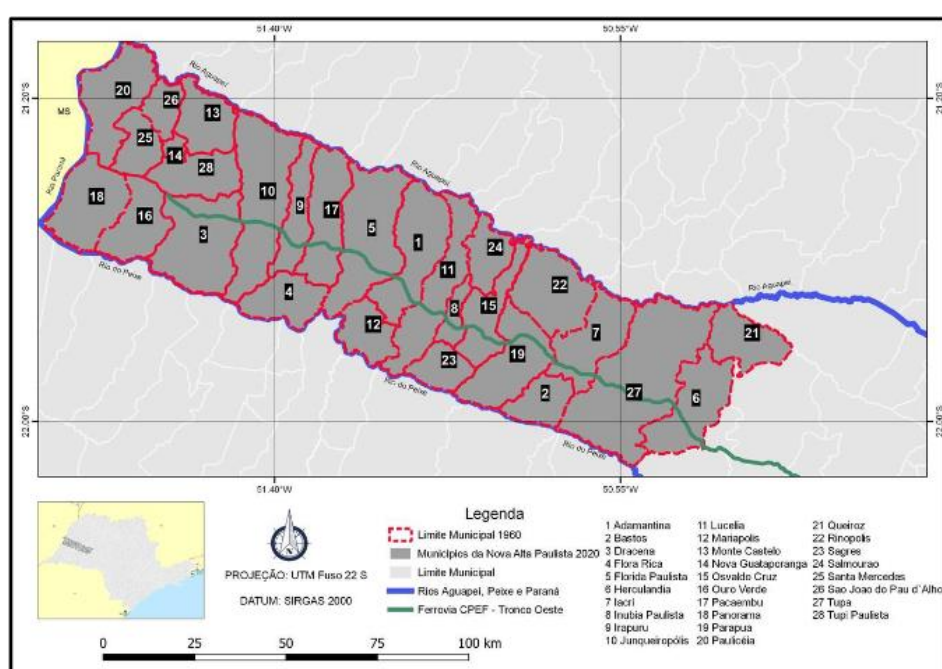 51.40°W 50.55°W
Rio Aguapeí
21.20°S 21.20°S
MS
20 26 13
25 14 28
Rio Paraná
Rio Aguapeí
18 16 3 10 9 17 5 1 11 24
22
4 12 8 15 7 21
Rio do Peixe
Rio Aguapeí
23 19 2 27 6
Rio do Peixe
22.00°S 22.00°S
Rio do Peixe
51.40°W 50.55°W
PROJEÇÃO: UTM Fuso 22 S
DATUM: SIRGAS 2000
0 25 50 75 100 km
Legenda
Límite Municipal 1960
Municípios da Nova Alta Paulista 2020
Limite Municipal
Rios Aguapeí, Peixe e Paraná
Ferrovia CPEF - Tronco Oeste
1 Adamantina
2 Bastos
3 Dracena
4 Flora Rica
5 Florida Paulista
6 Herculandia
7 Iacri
8 Inubia Paulista
9 Irapuru
10 Junqueirópolis
11 Lucelia
12 Mariapolis
13 Monte Castelo
14 Nova Guataporanga
15 Osvaldo Cruz
16 Ouro Verde
17 Pacaembu
18 Panorama
19 Parapua
20 Paulicéia
21 Queiroz
22 Rinopolis
23 Sagres
24 Salmourao
25 Santa Mercedes
26 Sao Joao do Pau d`Alho
27 Tupa
28 Tupi Paulista